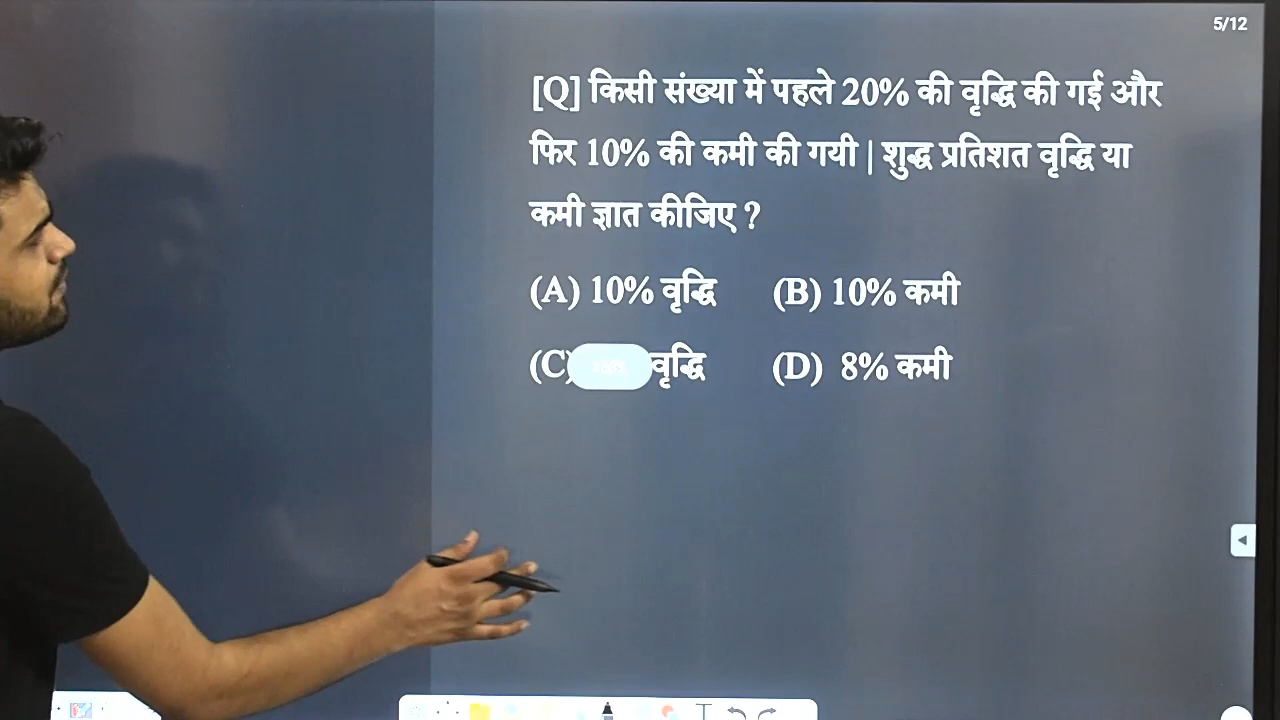 5/12
[Q] किसी संख्या में पहले 20% की वृद्धि की गई और
फिर 10% की कमी की गयी | शुद्ध प्रतिशत वृद्धि या
कमी ज्ञात कीजिए ?
(A) 10% वृद्धि (B) 10% कमी
(C) वृद्धि (D) 8% कमी